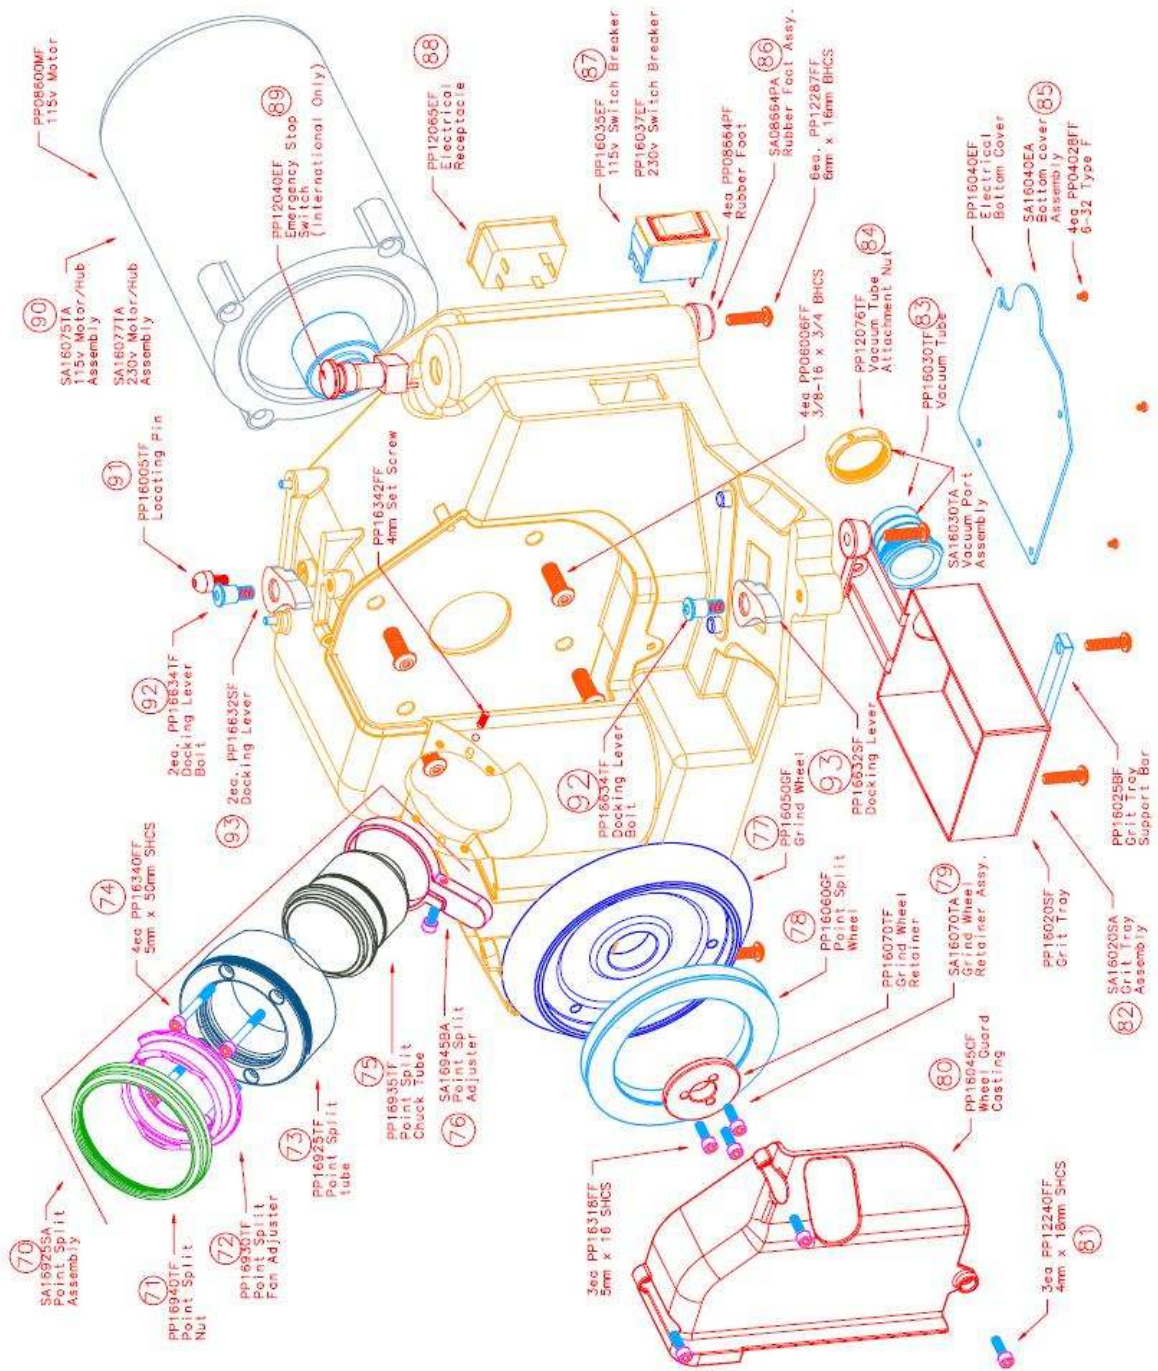 PP08600MF
115v Motor
90
SA16075TA
115v Motor/Hub
Assembly
SA16077TA
230v Motor/Hub
Assembly
89
PP12040EF
Emergency Stop
Switch
(International Only)
88
PP12065EF
Electrical
Receptacle
87
PP16035EF
115v Switch Breaker
PP16037EF
230v Switch Breaker
86
SA08664PA
Rubber Foot Assy.
4ea PP08664PF
Rubber Foot
6ea. PP12287FF
6mm x 16mm BHCS
PP16040EF
Electrical
Bottom Cover
85
SA16040EA
Bottom cover
Assembly
4ea PP04028FF
6-32 Type F
84
PP12076TF
Vacuum Tube
Attachment Nut
83
PP16030TF
Vacuum Tube
SA16030TA
Vacuum Port
Assembly
4ea PP06006FF
3/8-16 x 3/4 BHCS
91
PP16005TF
Locating Pin
92
2ea. PP16634TF
Docking Lever
Bolt
93
2ea. PP16632SF
Docking Lever
PP16342FF
4mm Set Screw
92
PP16634TF
Docking Lever
Bolt
93
PP16632SF
Docking Lever
74
4ea PP16340FF
5mm x 50mm SHCS
70
SA16925SA
Point Split
Assembly
71
PP16940TF
Point Split
Nut
72
PP16930TF
Point Split
Fan Adjuster
73
PP16925TF
Point Split
tube
75
PP16935TF
Point Split
Chuck Tube
76
SA16945BA
Point Split
Adjuster
77
PP16050GF
Grind Wheel
78
PP16060GF
Point Split
Wheel
PP16070TF
Grind Wheel
Retainer
79
SA16070TA
Grind Wheel
Retainer Assy.
80
PP16045CF
Wheel Guard
Casting
3ea PP16318FF
5mm x 16 SHCS
81
3ea PP12240FF
4mm x 18mm SHCS
82
SA16020SA
Grit Tray
Assembly
PP16020SF
Grit Tray
PP16025BF
Grit Tray
Support Bar